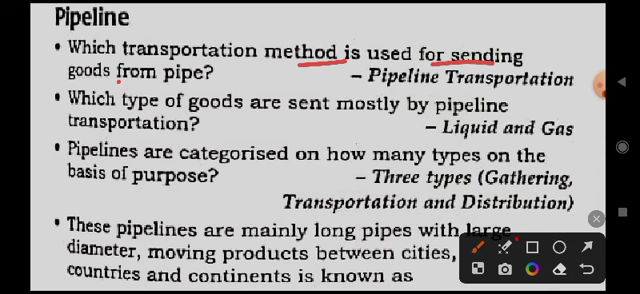 Pipeline
• Which transportation method is used for sending
goods from pipe? – Pipeline Transportation
• Which type of goods are sent mostly by pipeline
transportation? – Liquid and Gas
• Pipelines are categorised on how many types on the
basis of purpose? – Three types (Gathering,
Transportation and Distribution)
• These pipelines are mainly long pipes with large
diameter, moving products between cities,
countries and continents is known as